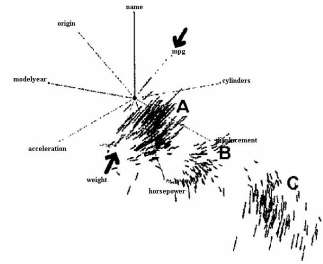 name
origin
mpg
modelyear
cylinders
A
acceleration
displacement
B
weight
horsepower
C